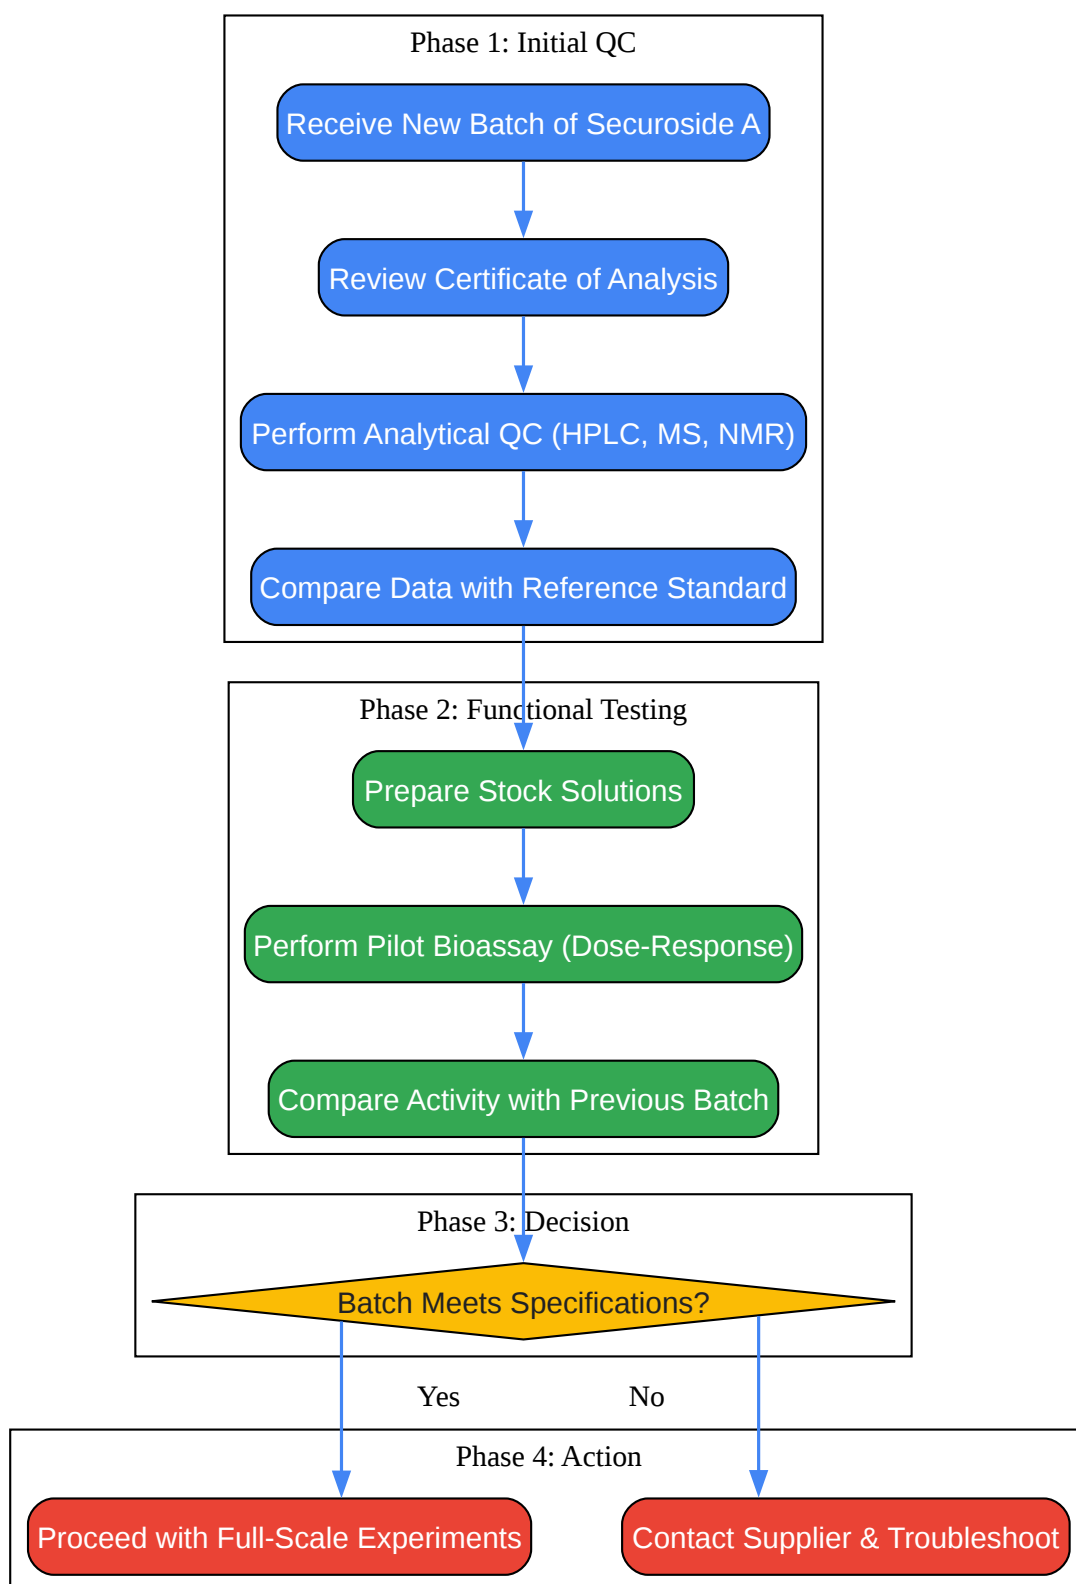 Phase 1: Initial QC
Receive New Batch of Securoside A
Review Certificate of Analysis
Perform Analytical QC (HPLC, MS, NMR)
Compare Data with Reference Standard
Phase 2: Functional Testing
Prepare Stock Solutions
Perform Pilot Bioassay (Dose-Response)
Compare Activity with Previous Batch
Phase 3: Decision
Batch Meets Specifications?
Yes
No
Phase 4: Action
Proceed with Full-Scale Experiments
Contact Supplier & Troubleshoot